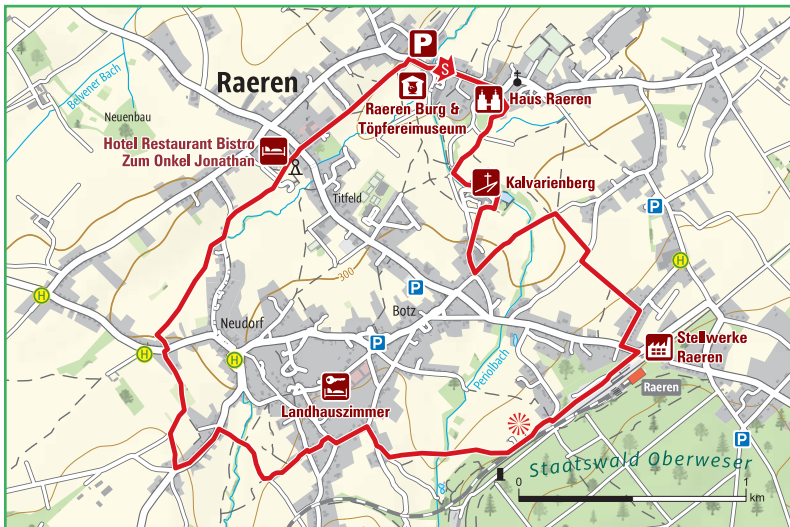 P
S
Raeren
Belvener Bach
Neuenbau
Raeren Burg &
Töpfereimuseum
Haus Raeren
Hotel Restaurant Bistro
Zum Onkel Jonathan
Kalvarienberg
Titfeld
P
300
H
H
P
Botz
Neudorf
P
H
H
Periolbach
Stellwerke
Raeren
Raeren
Landhauszimmer
P
Staatswald Oberweser
0
1
km